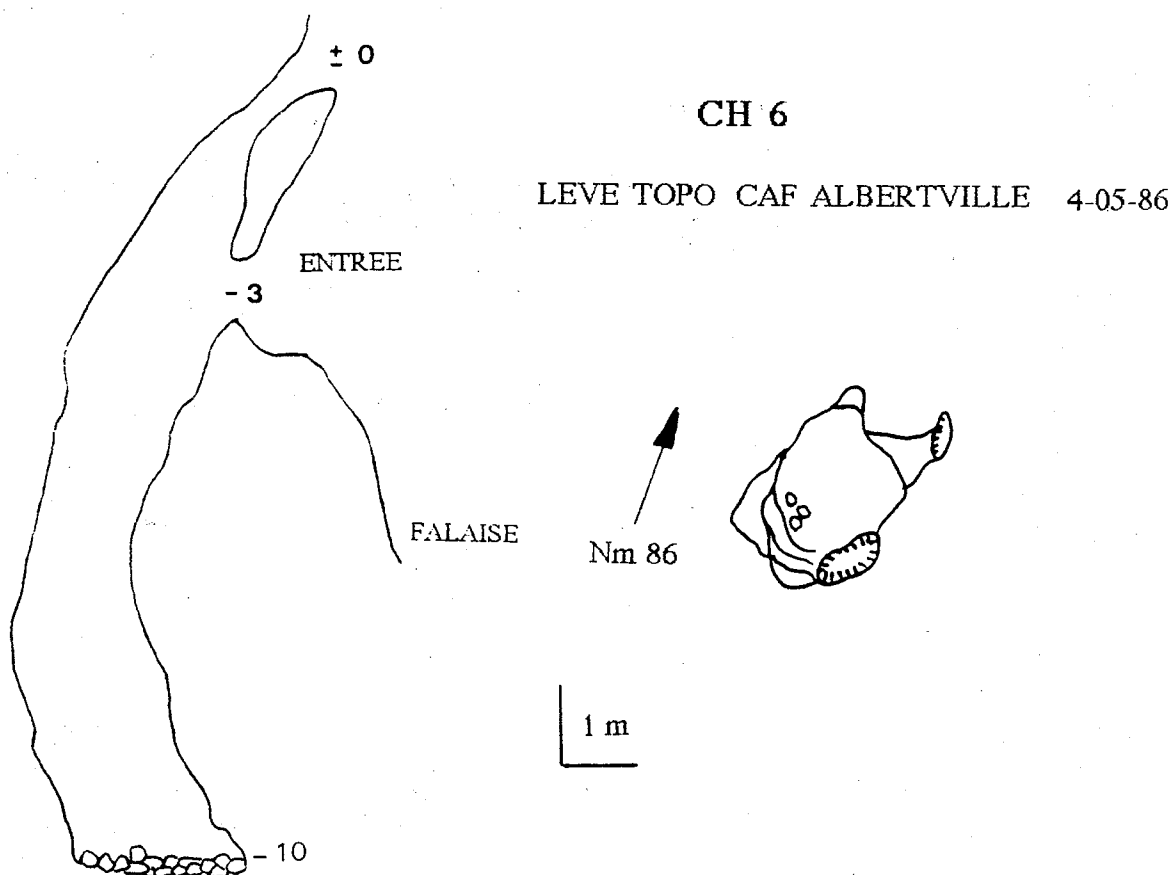 ± 0
CH 6
LEVE TOPO CAF ALBERTVILLE 4-05-86
ENTREE
- 3
FALAISE
Nm 86
1 m
- 10